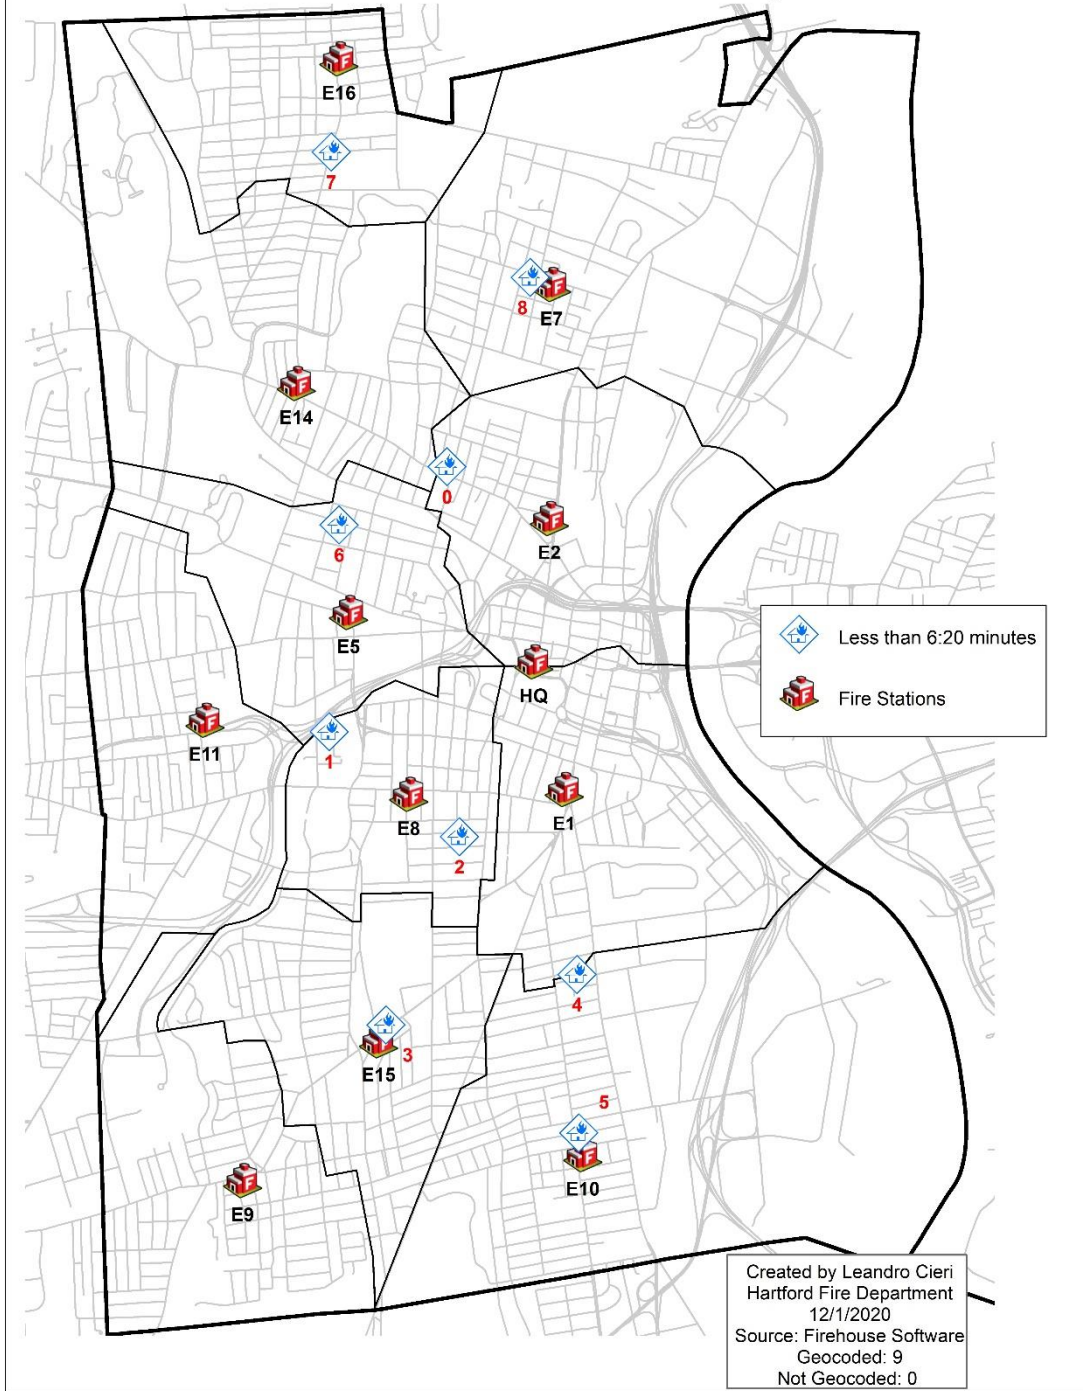 E16
7
8
E7
E14
0
6
E2
E5
Less than 6:20 minutes
HQ
Fire Stations
E11
1
E8
E1
2
4
3
E15
5
E10
E9
Created by Leandro Cieri
Hartford Fire Department
12/1/2020
Source: Firehouse Software
Geocoded: 9
Not Geocoded: 0